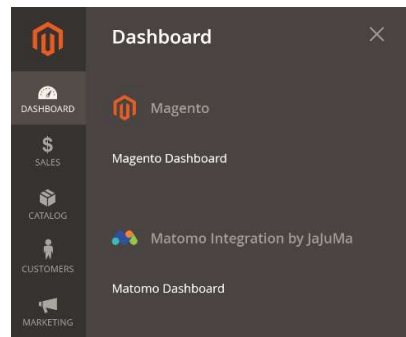 Dashboard
DASHBOARD
Magento
SALES
Magento Dashboard
CATALOG
Matomo Integration by JaJuMa
CUSTOMERS
Matomo Dashboard
MARKETING